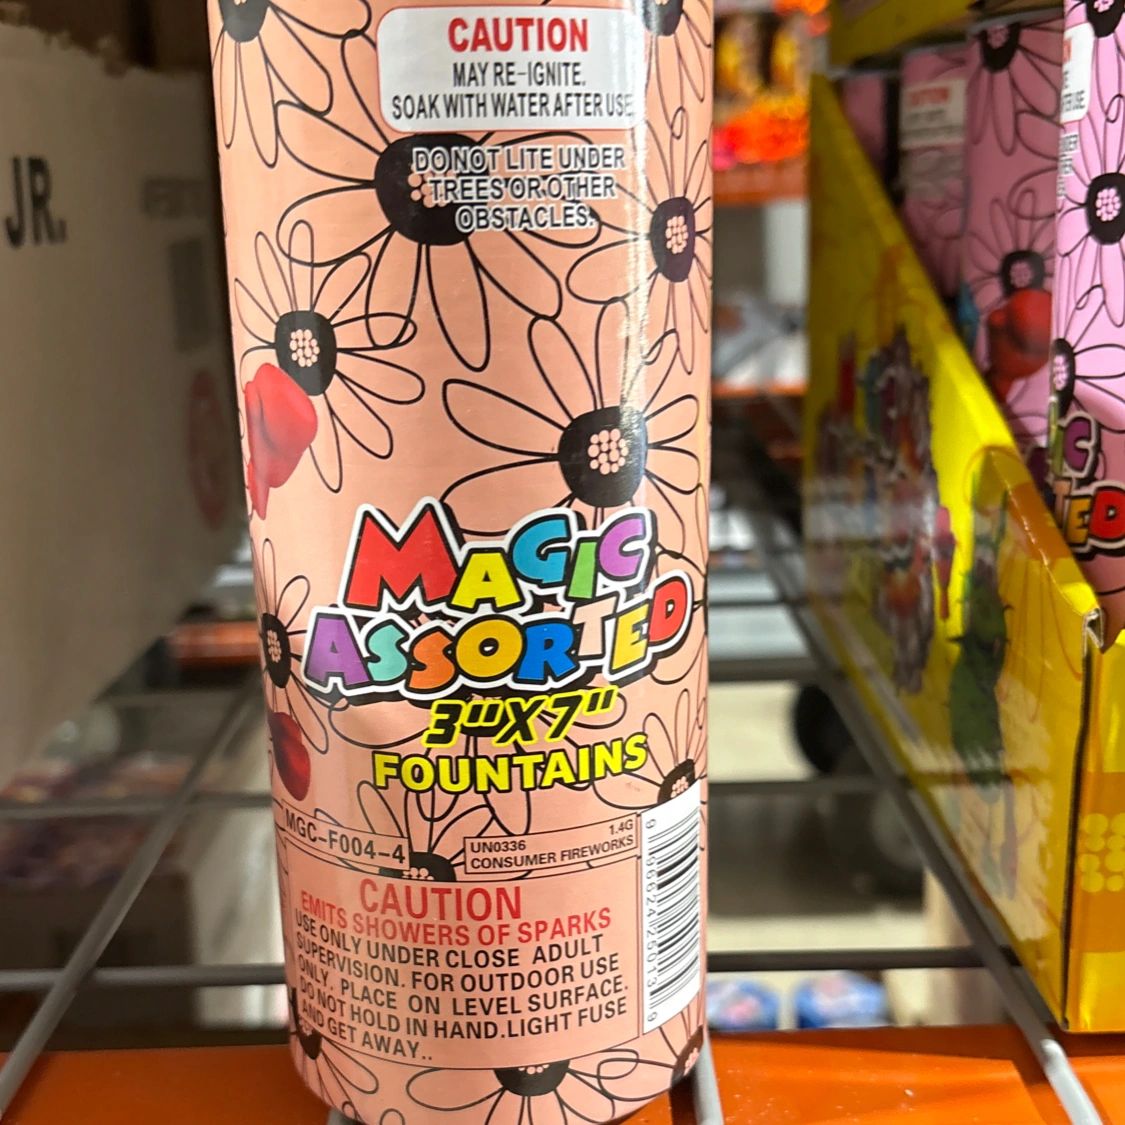 CAUTION
MAY RE-IGNITE.
SOAK WITH WATER AFTER USE
DO NOT LITE UNDER
TREES OR OTHER
OBSTACLES.
JR.
MAGIC
ASSORTED
3"X7"
FOUNTAINS
MGC-F004-4
1.4G
UN0336
CONSUMER FIREWORKS
CAUTION
EMITS SHOWERS OF SPARKS
USE ONLY UNDER CLOSE ADULT
SUPERVISION. FOR OUTDOOR USE
ONLY. PLACE ON LEVEL SURFACE.
DO NOT HOLD IN HAND.LIGHT FUSE
AND GET AWAY..
IC
TED